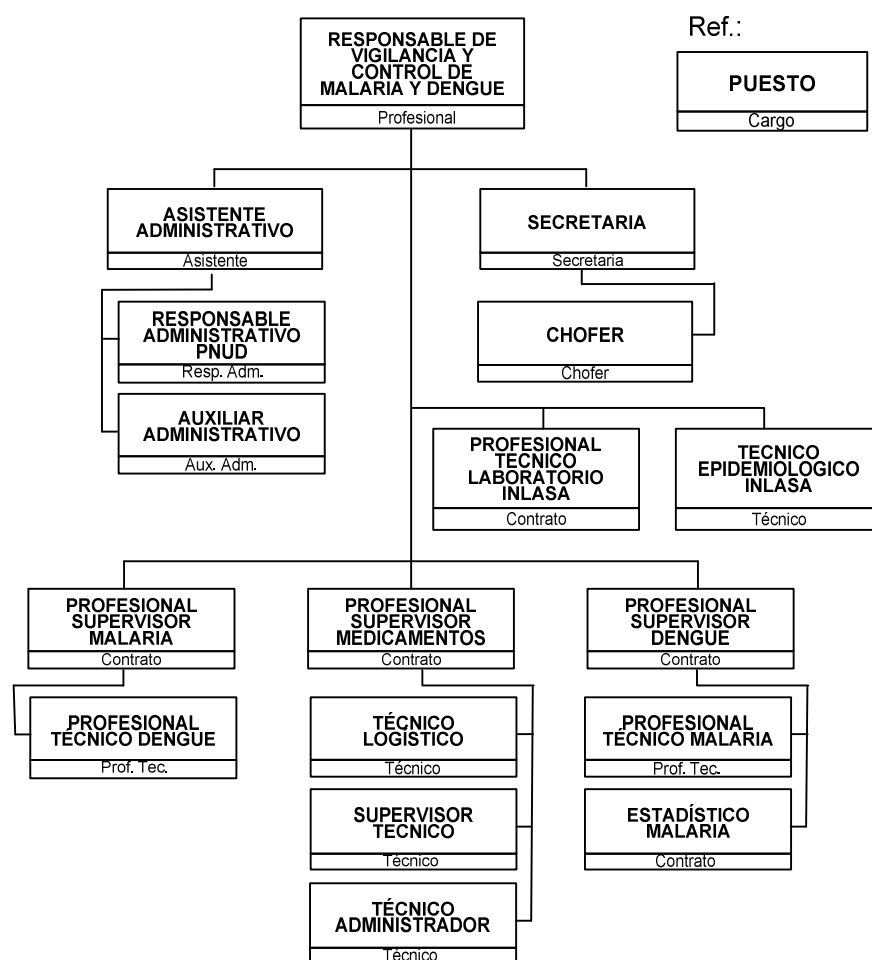 RESPONSABLE DE
VIGILANCIA Y
CONTROL DE
MALARIA Y DENGUE
Profesional
Ref.:
PUESTO
Cargo
ASISTENTE
ADMINISTRATIVO
Asistente
SECRETARIA
Secretaria
RESPONSABLE
ADMINISTRATIVO
PNUD
Resp. Adm.
CHOFER
Chofer
AUXILIAR
ADMINISTRATIVO
Aux. Adm.
PROFESIONAL
TECNICO
LABORATORIO
INLASA
Contrato
TECNICO
EPIDEMIOLOGICO
INLASA
Técnico
PROFESIONAL
SUPERVISOR
MALARIA
Contrato
PROFESIONAL
SUPERVISOR
MEDICAMENTOS
Contrato
PROFESIONAL
SUPERVISOR
DENGUE
Contrato
PROFESIONAL
TÉCNICO DENGUE
Prof. Tec.
TÉCNICO
LOGISTICO
Técnico
PROFESIONAL
TÉCNICO MALARIA
Prof. Tec.
SUPERVISOR
TECNICO
Técnico
ESTADÍSTICO
MALARIA
Contrato
TÉCNICO
ADMINISTRADOR
Técnico